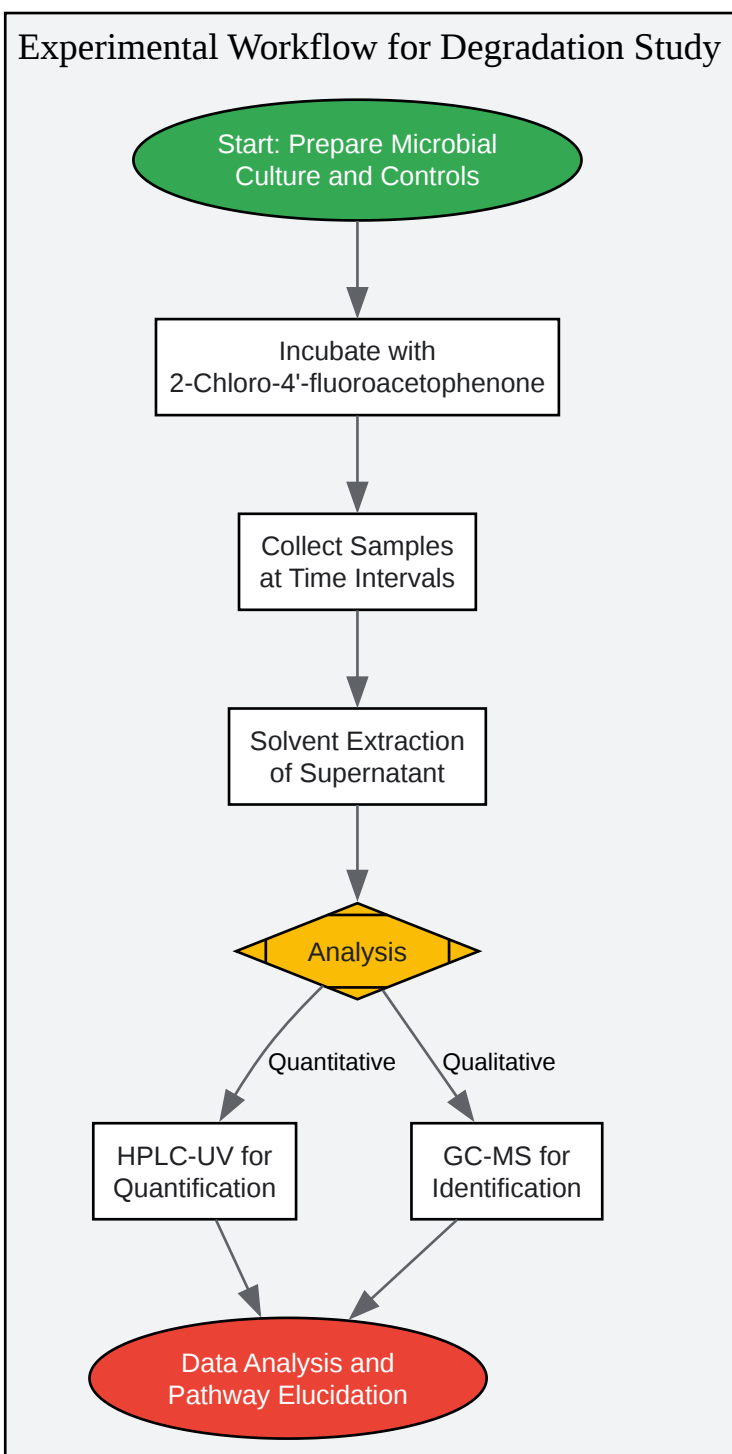 Experimental Workflow for Degradation Study
Start: Prepare Microbial
Culture and Controls
Incubate with
2-Chloro-4'-fluoroacetophenone
Collect Samples
at Time Intervals
Solvent Extraction
of Supernatant
Analysis
Quantitative
Qualitative
HPLC-UV for
Quantification
GC-MS for
Identification
Data Analysis and
Pathway Elucidation